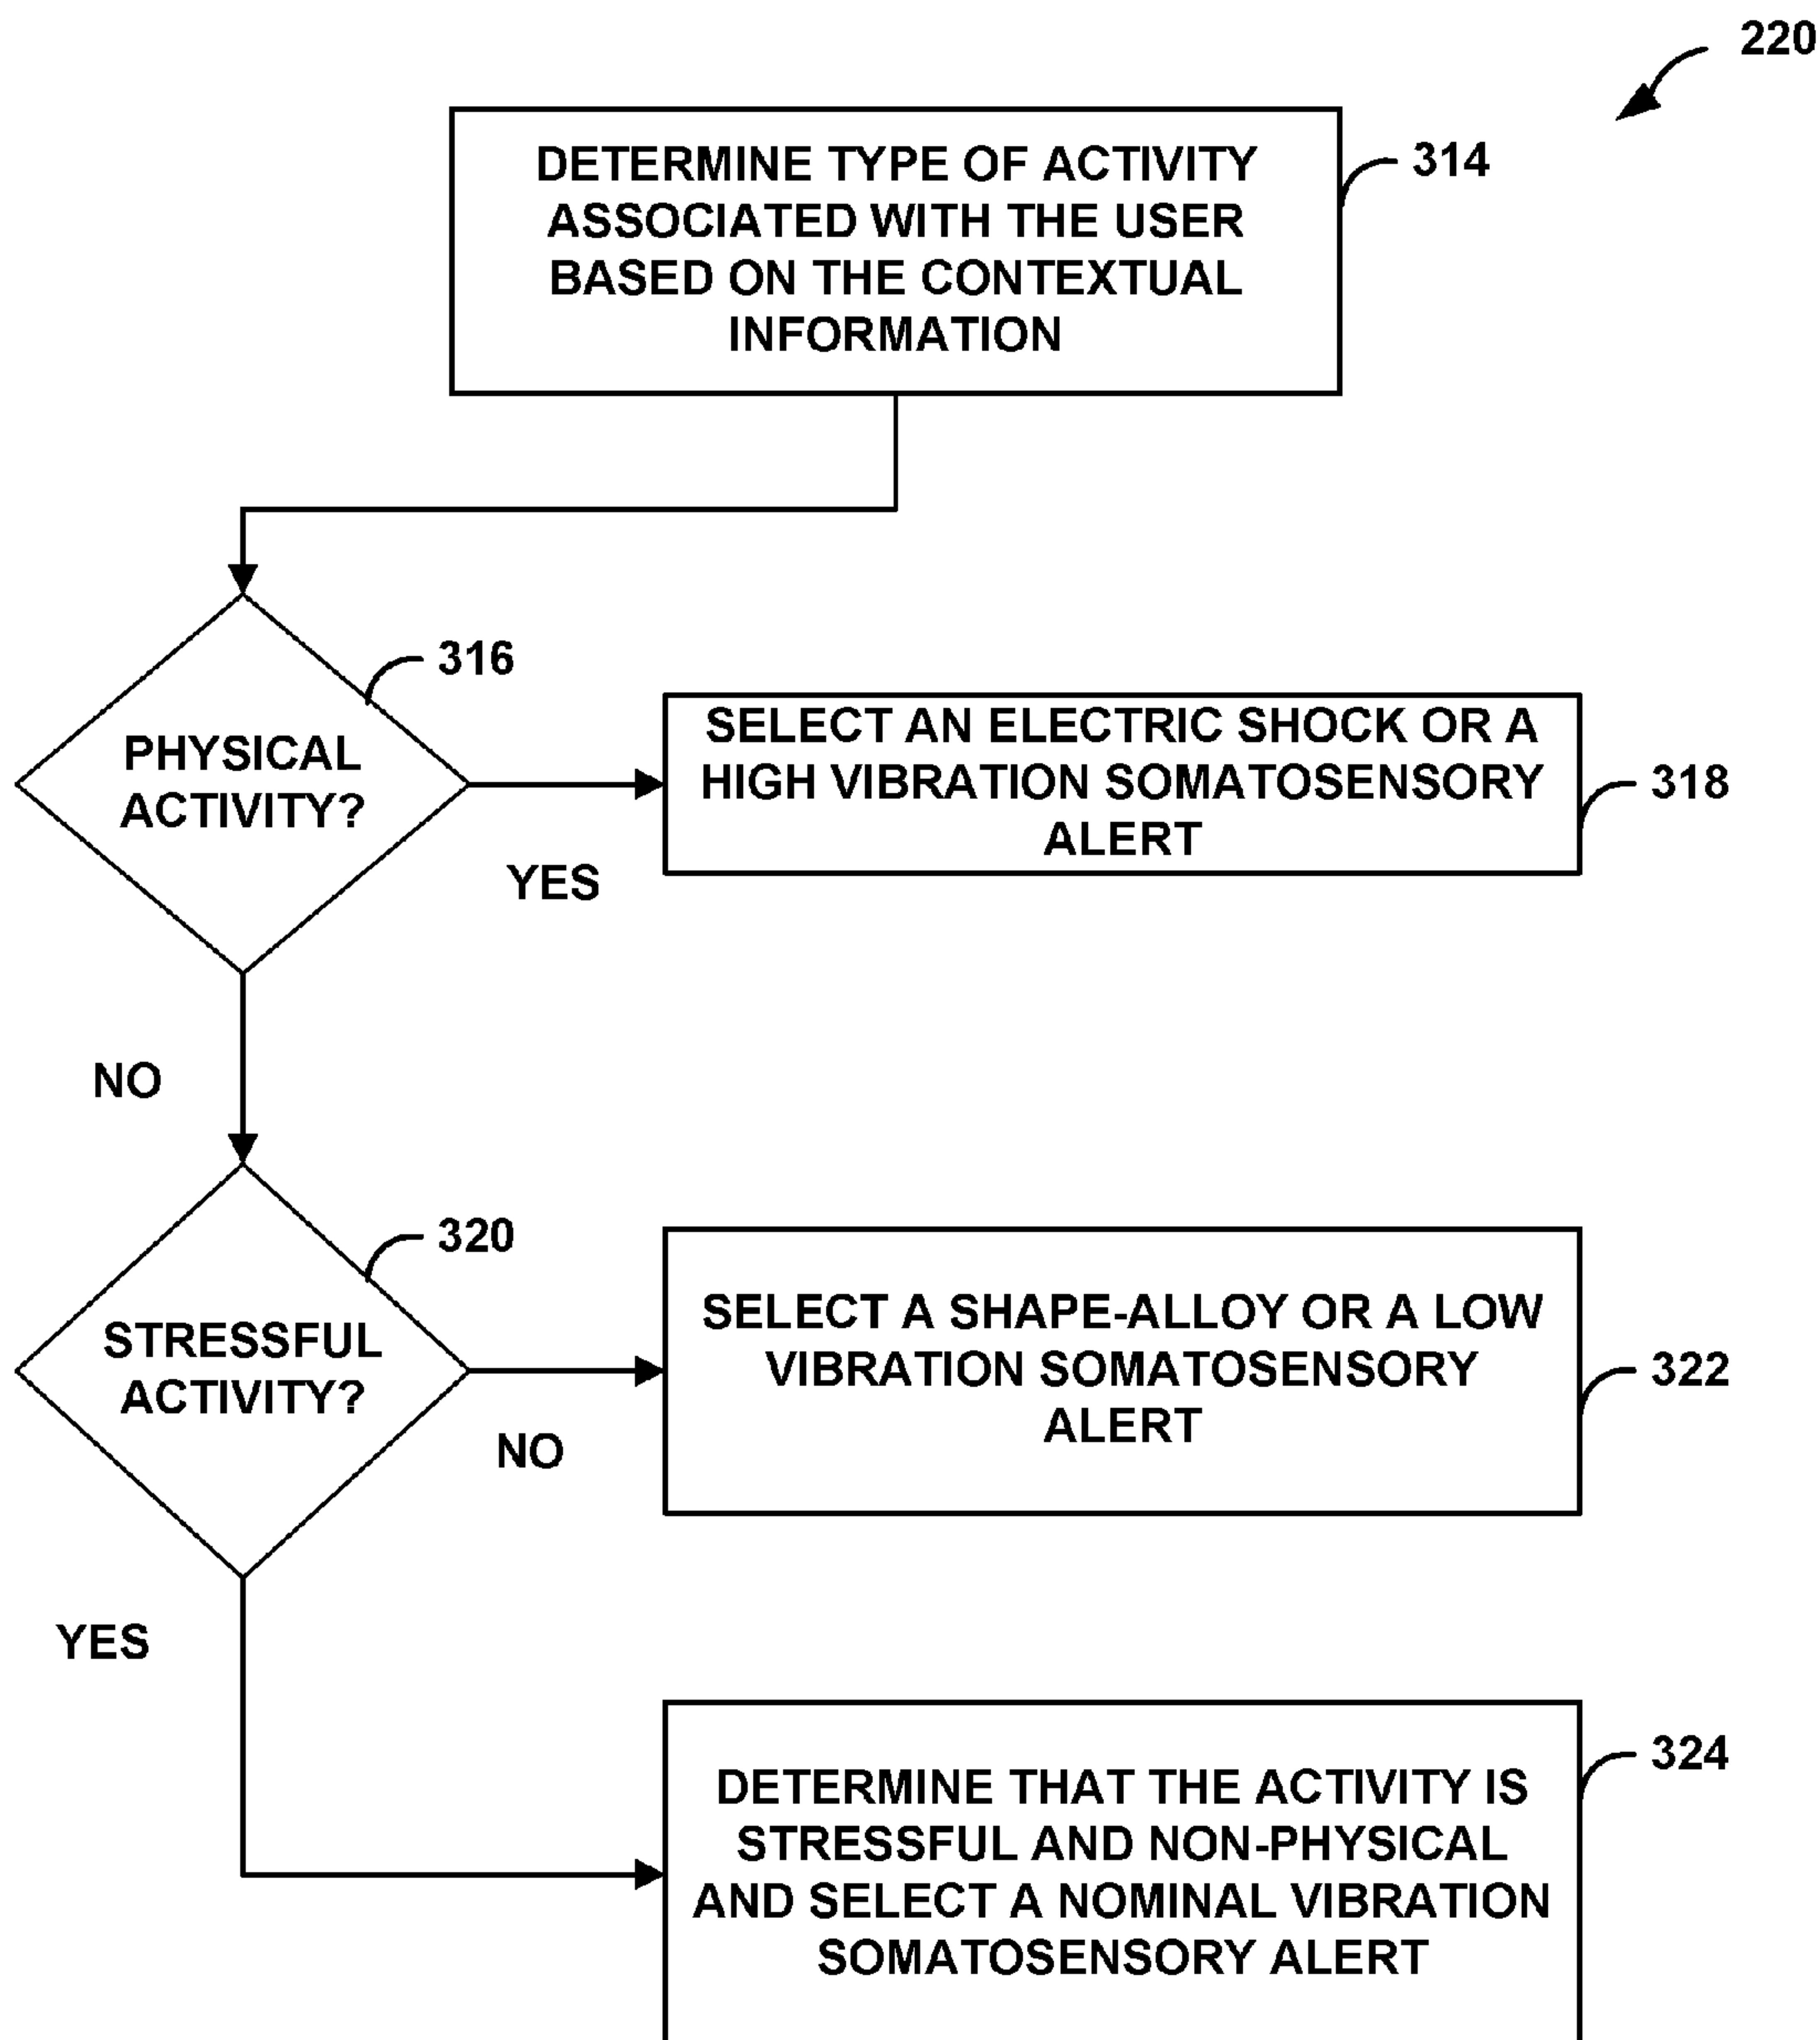 220
DETERMINE TYPE OF ACTIVITY
ASSOCIATED WITH THE USER
BASED ON THE CONTEXTUAL
INFORMATION
314
316
PHYSICAL
ACTIVITY?
YES
SELECT AN ELECTRIC SHOCK OR A
HIGH VIBRATION SOMATOSENSORY
ALERT
318
NO
320
STRESSFUL
ACTIVITY?
NO
SELECT A SHAPE-ALLOY OR A LOW
VIBRATION SOMATOSENSORY
ALERT
322
YES
324
DETERMINE THAT THE ACTIVITY IS
STRESSFUL AND NON-PHYSICAL
AND SELECT A NOMINAL VIBRATION
SOMATOSENSORY ALERT